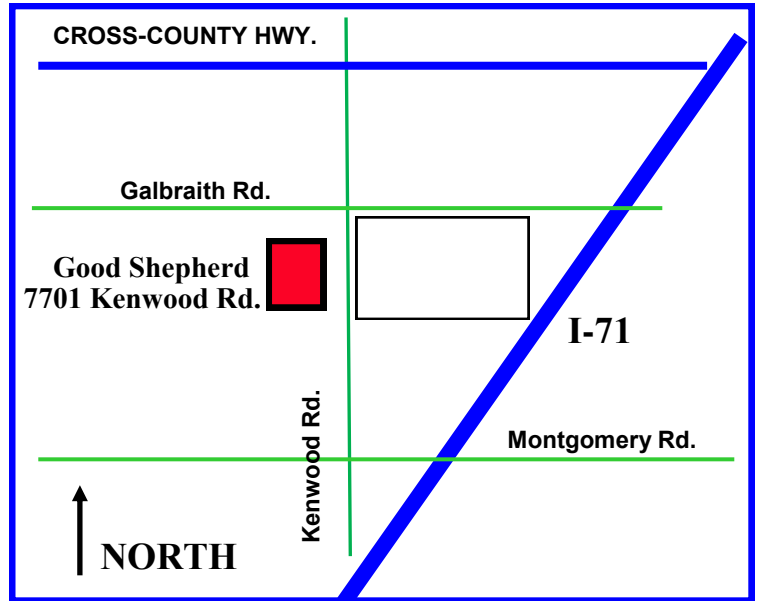 CROSS-COUNTY HWY.
Galbraith Rd.
Good Shepherd
7701 Kenwood Rd.
I-71
Kenwood Rd.
Montgomery Rd.
NORTH